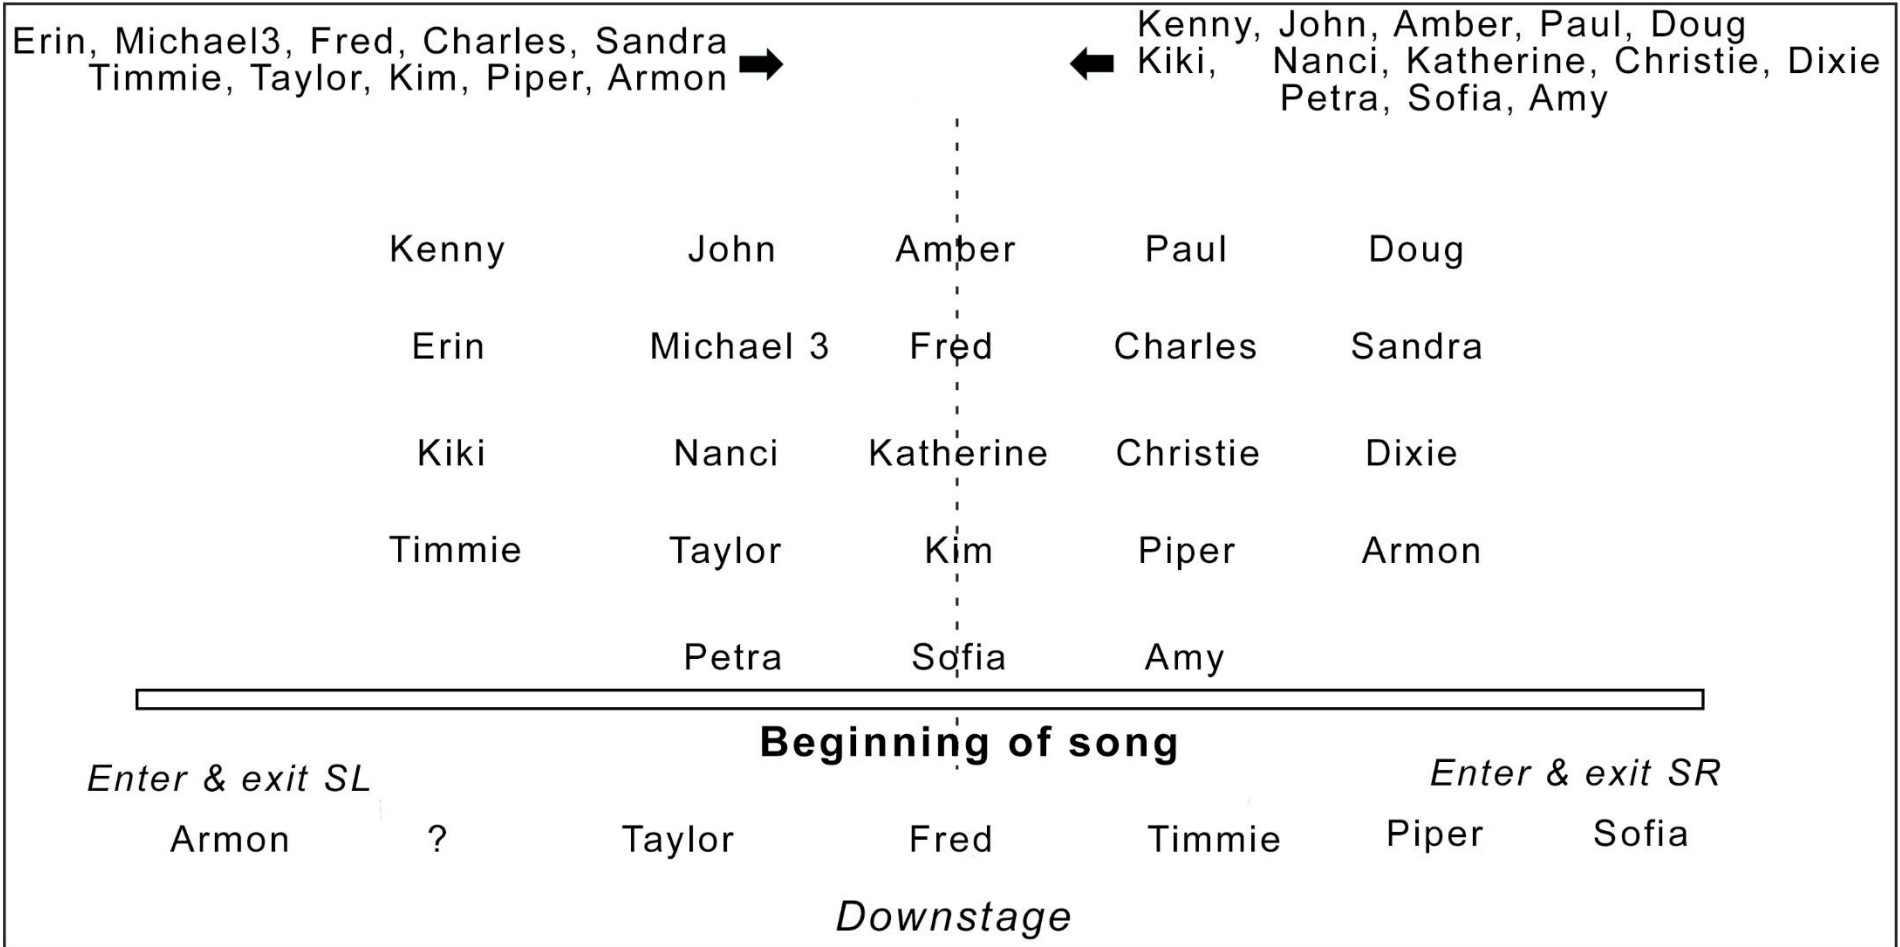 Erin, Michael3, Fred, Charles, Sandra
Timmie, Taylor, Kim, Piper, Armon
Kenny, John, Amber, Paul, Doug
Kiki, Nanci, Katherine, Christie, Dixie
Petra, Sofia, Amy
Kenny John Amber Paul Doug
Erin Michael 3 Fred Charles Sandra
Kiki Nanci Katherine Christie Dixie
Timmie Taylor Kim Piper Armon
Petra Sofia Amy
Beginning of song
Enter & exit SL Enter & exit SR
Armon ? Taylor Fred Timmie Piper Sofia
Downstage